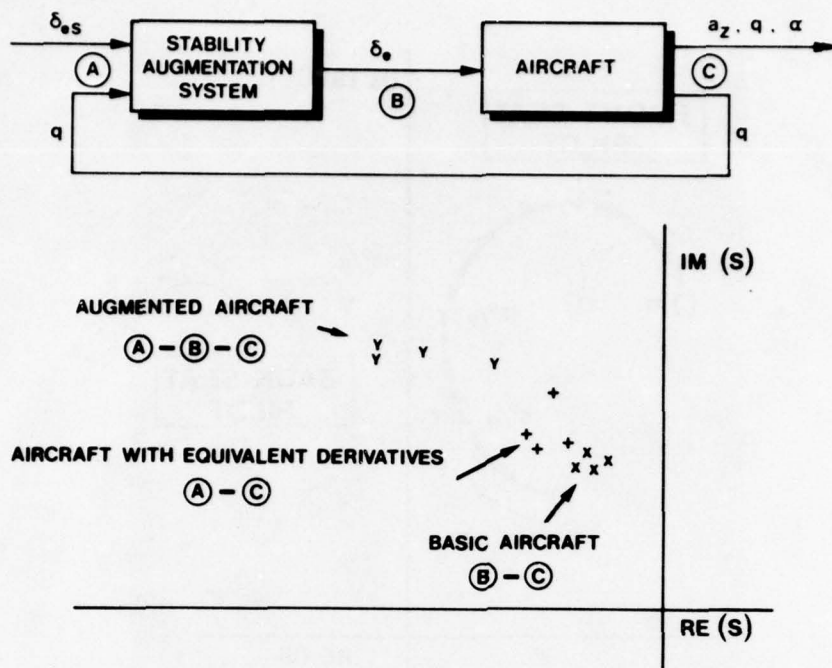 δes
A
STABILITY
AUGMENTATION
SYSTEM
δe
B
AIRCRAFT
az . q . α
C
q
q
IM (S)
AUGMENTED AIRCRAFT
A – B – C
Y
Y
Y
Y
AIRCRAFT WITH EQUIVALENT DERIVATIVES
A – C
+
+
+
+
X
X
X
X
BASIC AIRCRAFT
B – C
RE (S)